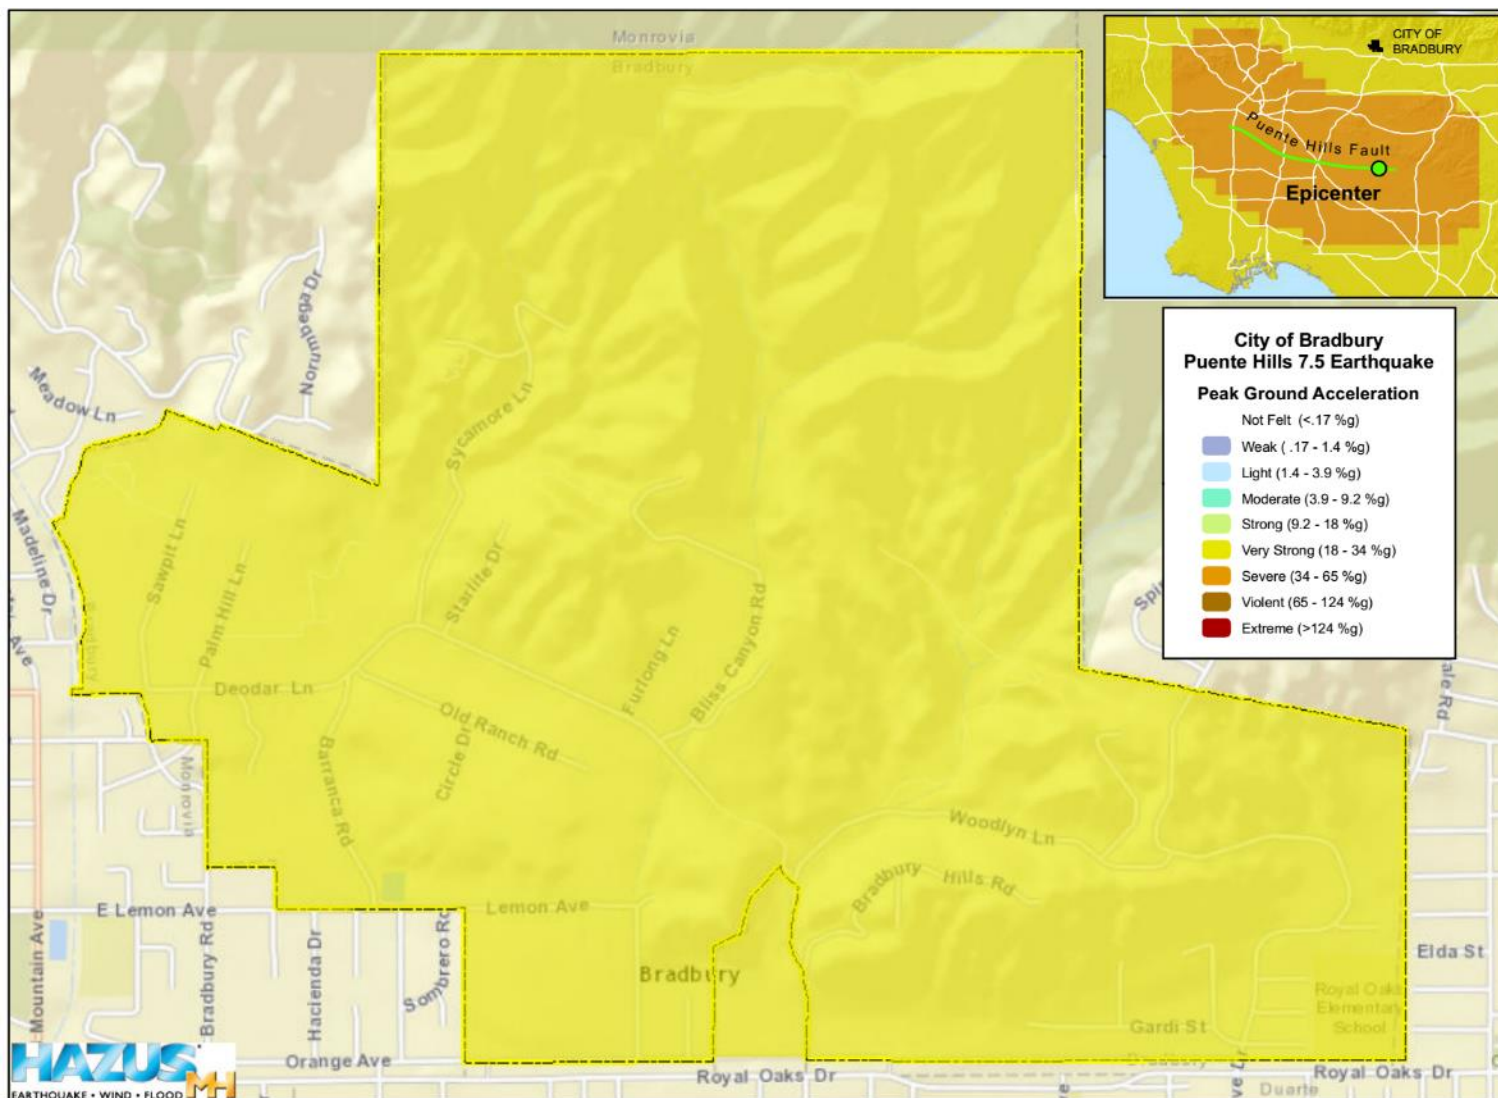 Monrovia
Bradbury
CITY OF
BRADBURY
Puente Hills Fault
Epicenter
City of Bradbury
Puente Hills 7.5 Earthquake
Peak Ground Acceleration
Not Felt (<.17 %g)
Weak ( .17 - 1.4 %g)
Light (1.4 - 3.9 %g)
Moderate (3.9 - 9.2 %g)
Strong (9.2 - 18 %g)
Very Strong (18 - 34 %g)
Severe (34 - 65 %g)
Violent (65 - 124 %g)
Extreme (>124 %g)
Norumbega Dr
Meadow Ln
Sycamore Ln
Madeline Dr
Sawpit Ln
Palm Hill Ln
Starlite Dr
Furlong Ln
Bliss Canyon Rd
Ave
Bradbury
Deodar Ln
Old Ranch Rd
Circle Dr
Barranca Rd
Monrovia
Woodlyn Ln
Bradbury Hills Rd
E Lemon Ave
Lemon Ave
Mountain Ave
Bradbury Rd
Hacienda Dr
Sombrero Rd
Bradbury
Elda St
Royal Oaks
Elementary
School
Gardi St
Bradbury
Orange Ave
Royal Oaks Dr
Royal Oaks Dr
Duarte
HAZUS
MH
EARTHQUAKE • WIND • FLOOD